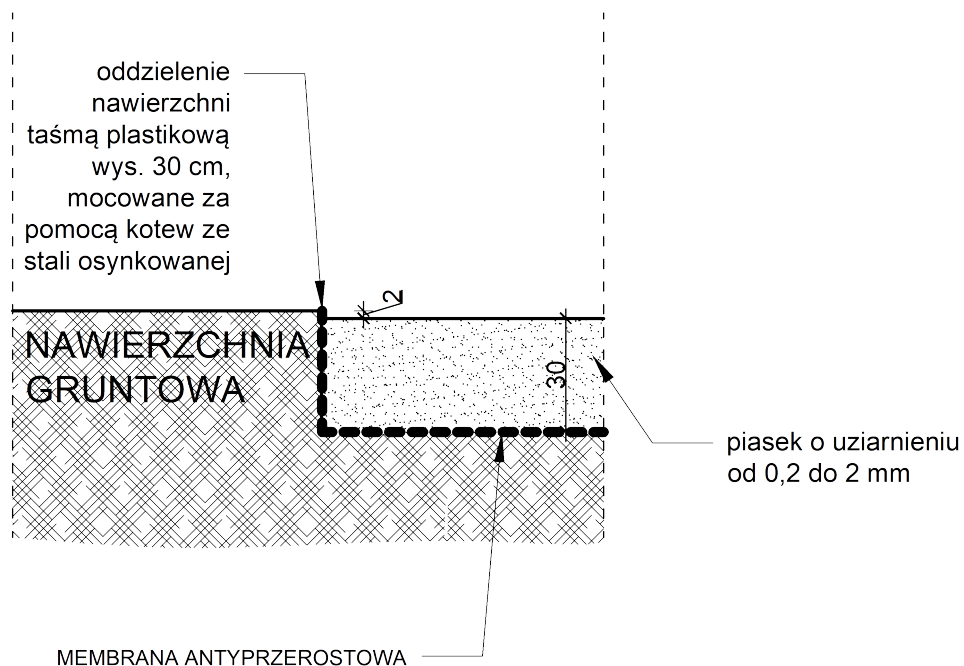 oddzielenie
nawierzchni
taśmą plastikową
wys. 30 cm,
mocowane za
pomocą kotew ze
stali osynkowanej
2
NAWIERZCHNIA
GRUNTOWA
30
piasek o uziarnieniu
od 0,2 do 2 mm
MEMBRANA ANTYPRZEROSTOWA